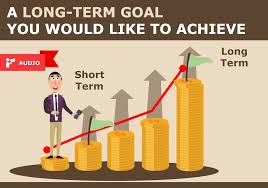 A LONG-TERM GOAL
YOU WOULD LIKE TO ACHIEVE
AUDIO
Long
Term
Short
Term